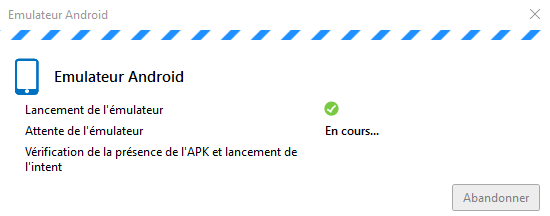 Emulateur Android
Emulateur Android
Lancement de l'émulateur
Attente de l'émulateur En cours...
Vérification de la présence de l'APK et lancement de
l'intent
Abandonner